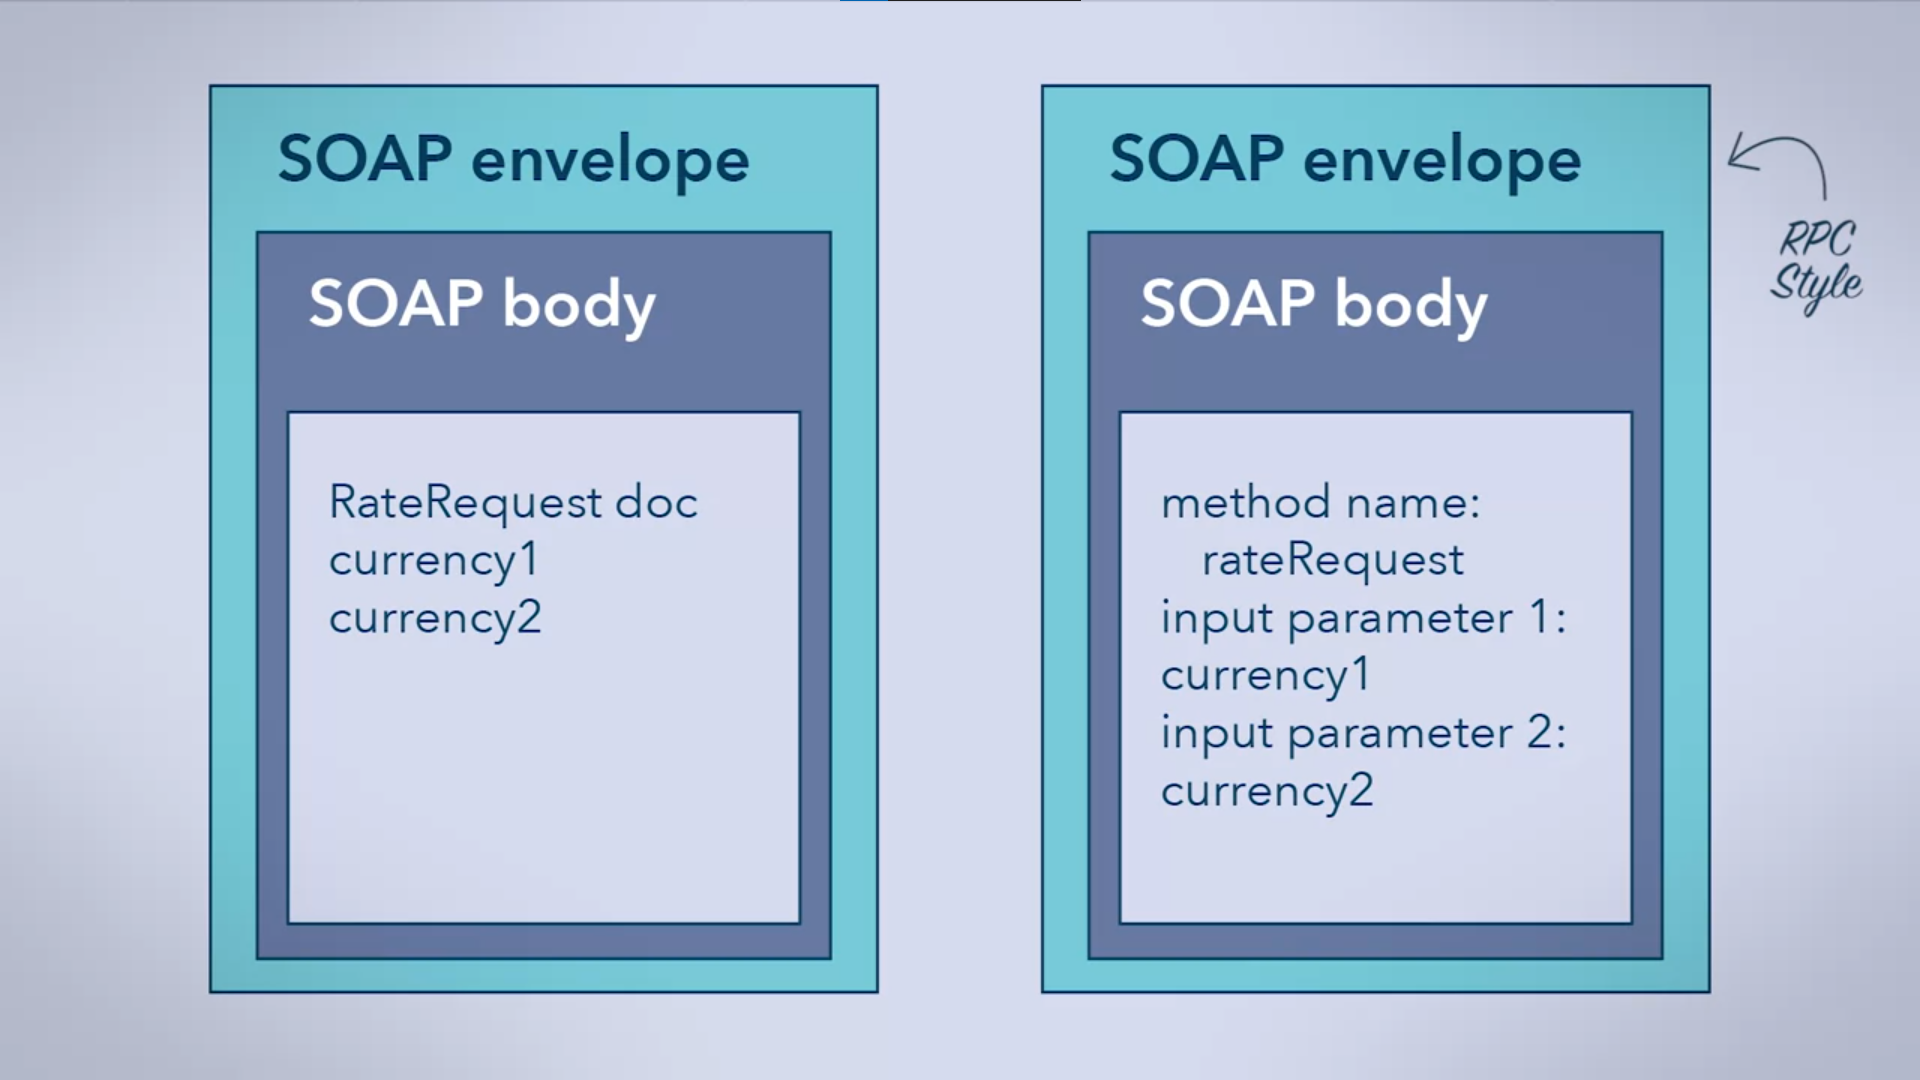 SOAP envelope
SOAP body
RateRequest doc
currency1
currency2
SOAP envelope
SOAP body
method name:
rateRequest
input parameter 1:
currency1
input parameter 2:
currency2
RPC
Style